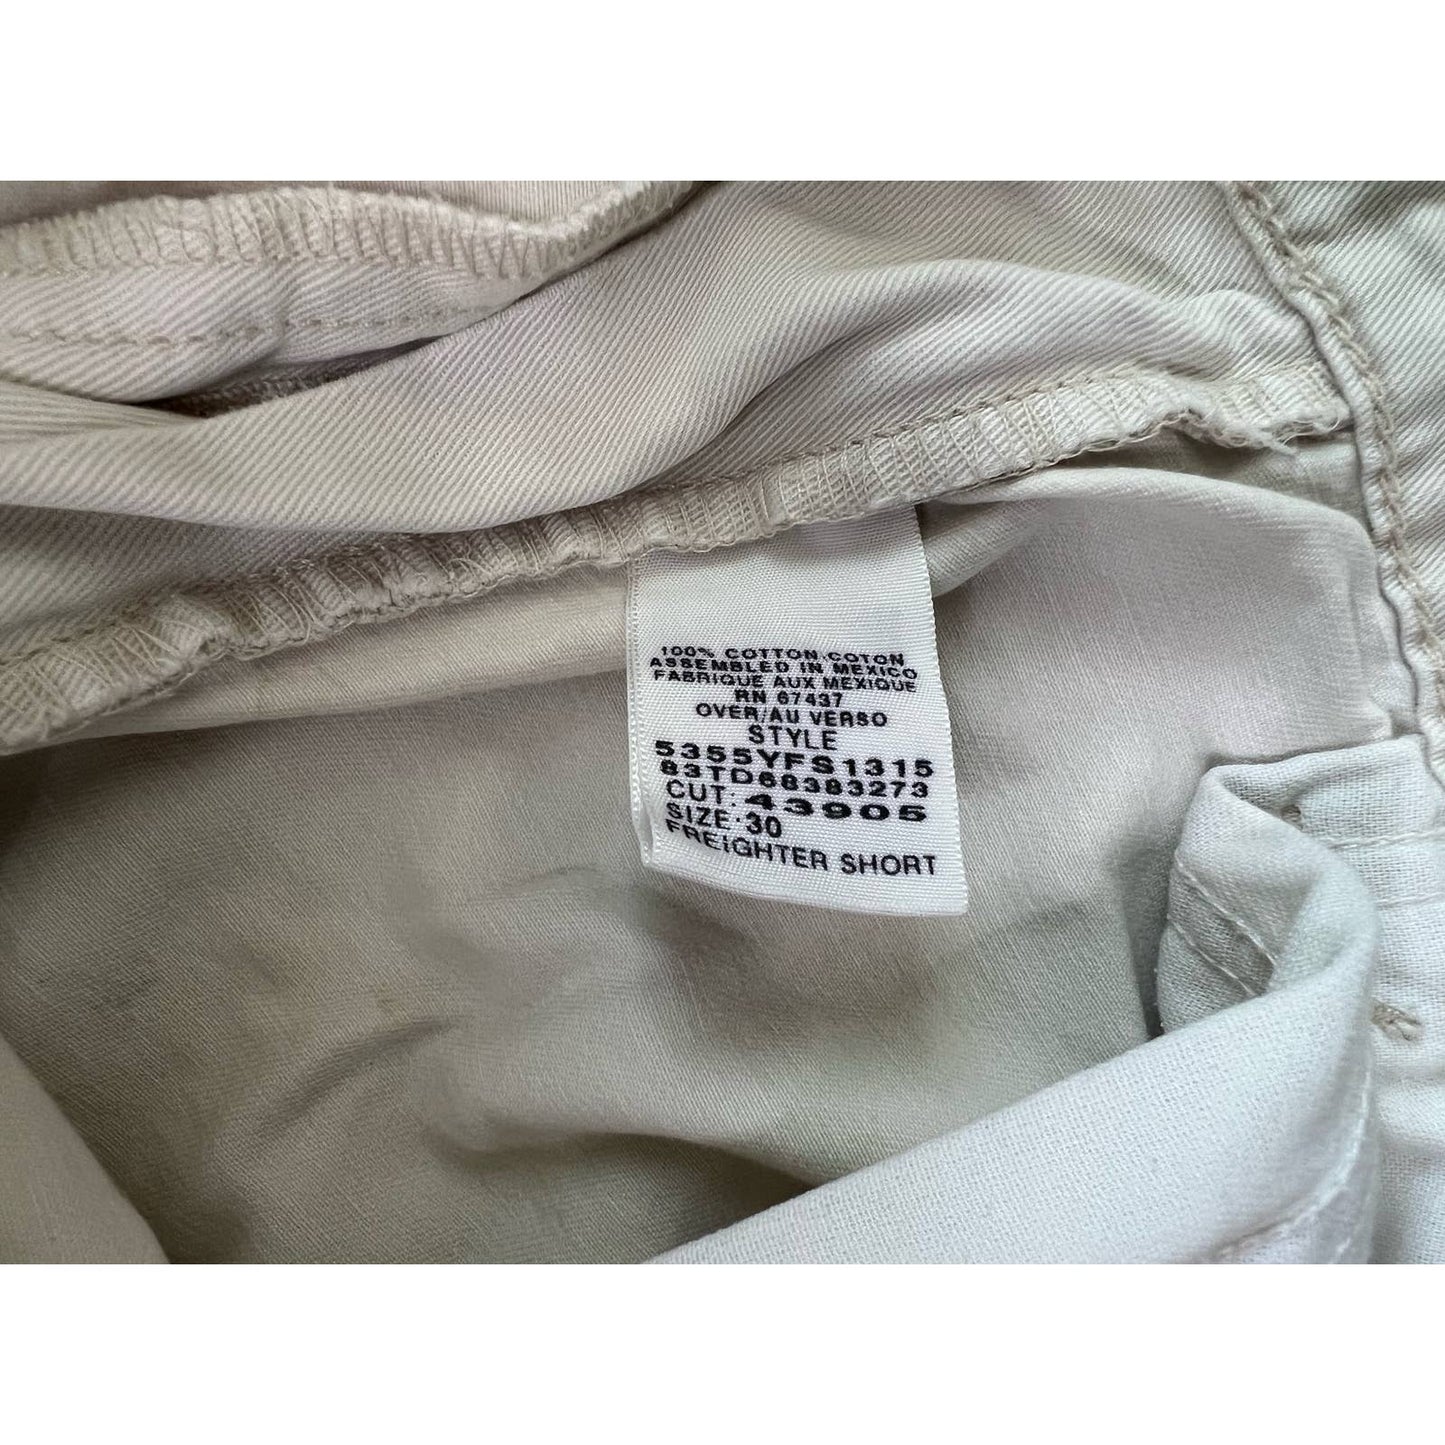 100% COTTON.COTON
ASSEMBLED IN MEXICO
FABRIQUE AUX MEXIQUE
RN 67437
OVER/AU VERSO
STYLE
5355YFS1315
83TD68383273
CUT: 43905
SIZE·30
FREIGHTER SHORT